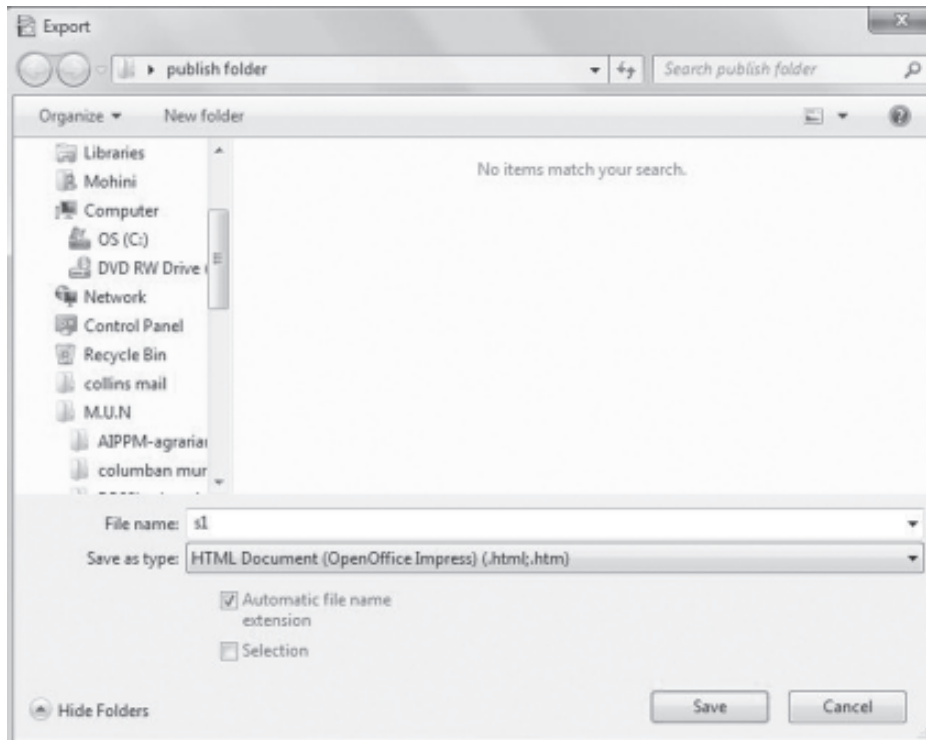 Export
x
publish folder
Search publish folder
Organize
New folder
Libraries
No items match your search.
Mohini
Computer
OS (C:)
DVD RW Drive (
Network
Control Panel
Recycle Bin
collins mail
M.U.N
AIPPM-agrarian
columban mur
File name: s1
Save as type: HTML Document (OpenOffice Impress) (.html;.htm)
Automatic file name
extension
Selection
Hide Folders
Save
Cancel